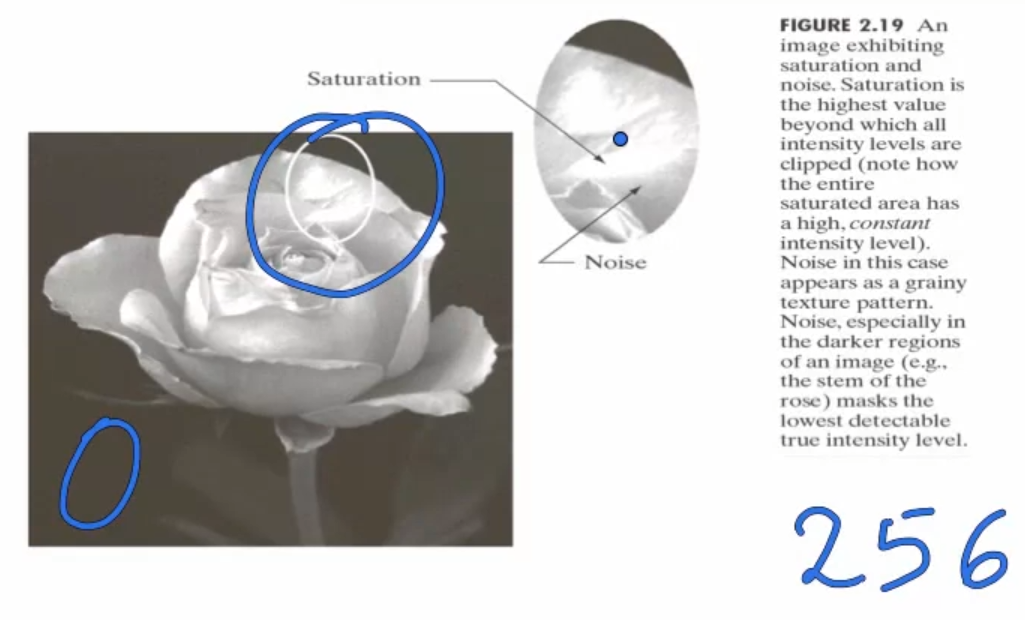 Saturation
Noise
FIGURE 2.19 An
image exhibiting
saturation and
noise. Saturation is
the highest value
beyond which all
intensity levels are
clipped (note how
the entire
saturated area has
a high, constant
intensity level).
Noise in this case
appears as a grainy
texture pattern.
Noise, especially in
the darker regions
of an image (e.g.,
the stem of the
rose) masks the
lowest detectable
true intensity level.
256